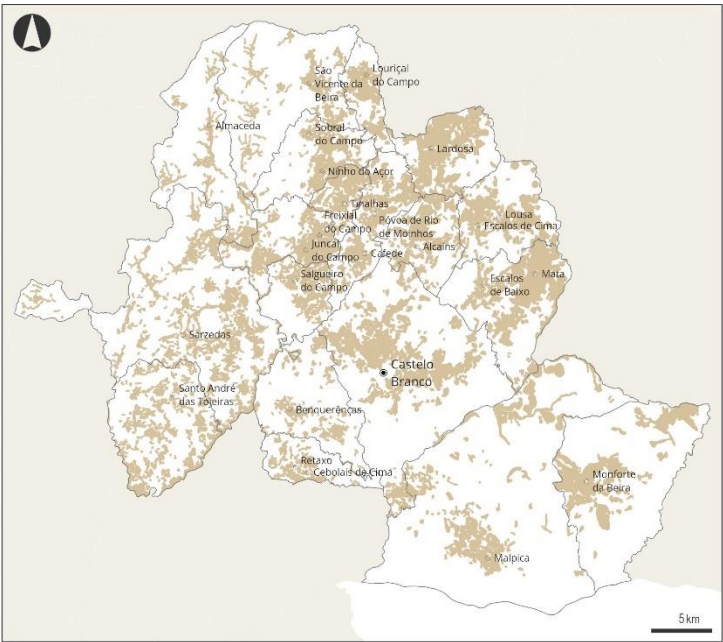 São
Vicente da
Beira
Louriçal
do Campo
Almaceda
Sobral
do Campo
Lardosa
Ninho do Açor
Tinalhas
Freixial
do Campo
Póvoa de Rio
de Moinhos
Lousa
Escalos de Cima
Juncal
do Campo
Cafede
Alcains
Salgueiro
do Campo
Escalos
de Baixo
Mata
Sarzedas
Castelo
Branco
Santo André
das Tojeiras
Benquerenças
Retaxo
Cebolais de Cima
Monforte
da Beira
Malpica
5 km